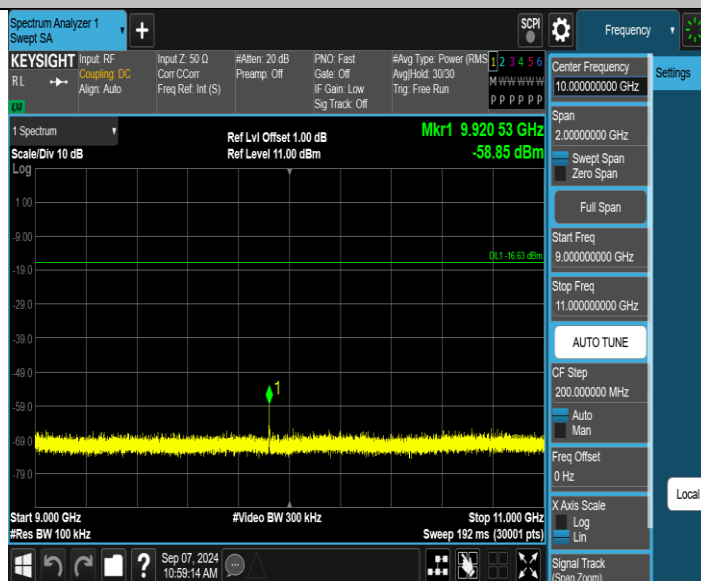 Spectrum Analyzer 1
Swept SA
+
SCPI
Frequency
KEYSIGHT
RL
Input: RF
Coupling: DC
Align: Auto
Input Z: 50 Ω
Corr CCorr
Freq Ref: Int (S)
#Atten: 20 dB
Preamp: Off
PNO: Fast
Gate: Off
IF Gain: Low
Sig Track: Off
#Avg Type: Power (RMS
Avg|Hold: 30/30
Trig: Free Run
1 2 3 4 5 6
M W W W W W
P P P P P P
LXI
1 Spectrum
Scale/Div 10 dB
Log
Ref Lvl Offset 1.00 dB
Ref Level 11.00 dBm
Mkr1 9.920 53 GHz
-58.85 dBm
1.00
-9.00
-19.0
-29.0
-39.0
-49.0
-59.0
-69.0
-79.0
DL1 -16.63 dBm
1
Start 9.000 GHz
#Res BW 100 kHz
#Video BW 300 kHz
Stop 11.000 GHz
Sweep 192 ms (30001 pts)
?
Sep 07, 2024
10:59:14 AM
Center Frequency
10.000000000 GHz
Span
2.00000000 GHz
Swept Span
Zero Span
Full Span
Start Freq
9.000000000 GHz
Stop Freq
11.000000000 GHz
AUTO TUNE
CF Step
200.000000 MHz
Auto
Man
Freq Offset
0 Hz
X Axis Scale
Log
Lin
Signal Track
(Span Zoom)
Settings
Local